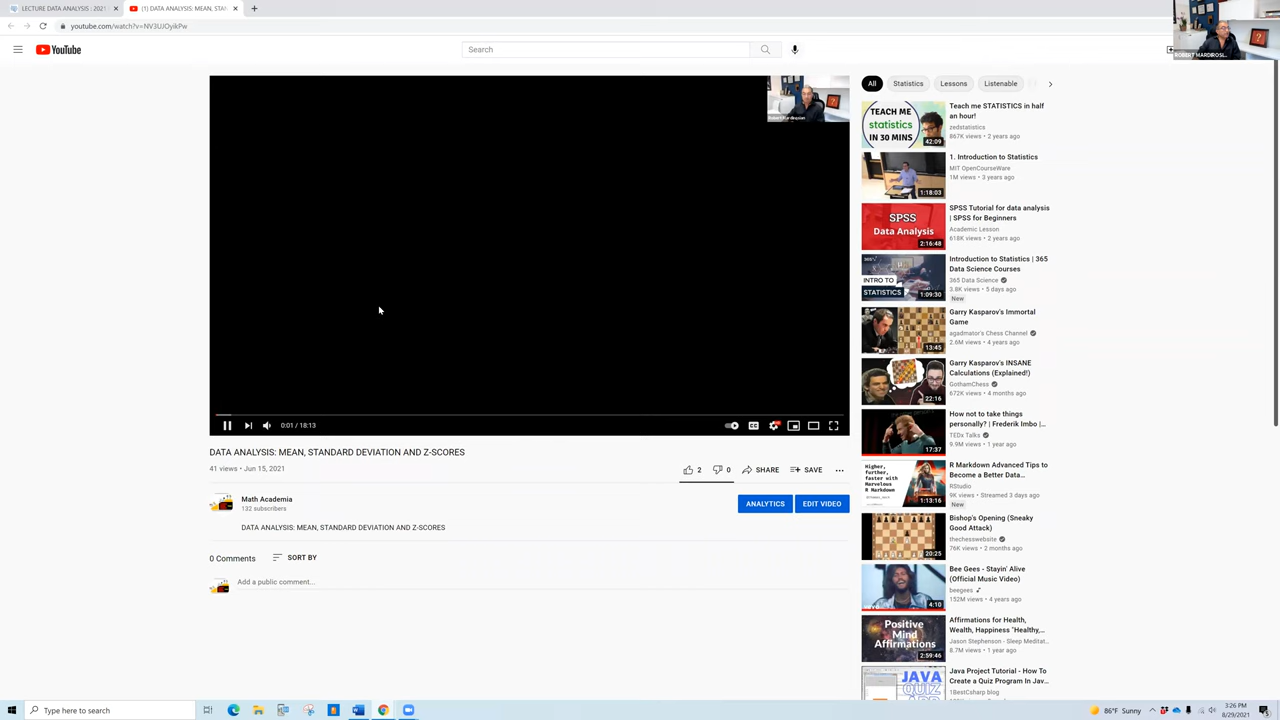 LECTURE DATA ANALYSIS | 2021
(1) DATA ANALYSIS: MEAN, STAN
youtube.com/watch?v=NV3UJOyikPw
YouTube
Search
ROBERT MARDIROSI...
All
Statistics
Lessons
Listenable
TEACH ME
statistics
IN 30 MINS
42:09
Teach me STATISTICS in half
an hour!
zedstatistics
867K views • 2 years ago
1:18:03
1. Introduction to Statistics
MIT OpenCourseWare
1M views • 3 years ago
SPSS
Data Analysis
2:16:48
SPSS Tutorial for data analysis
| SPSS for Beginners
Academic Lesson
618K views • 2 years ago
365√
INTRO TO
STATISTICS
1:09:30
Introduction to Statistics | 365
Data Science Courses
365 Data Science
3.8K views • 5 days ago
New
13:45
Garry Kasparov's Immortal
Game
agadmator's Chess Channel
2.6M views • 4 years ago
22:16
Garry Kasparov's INSANE
Calculations (Explained!)
GothamChess
672K views • 4 months ago
17:37
How not to take things
personally? | Frederik Imbo |...
TEDx Talks
9.9M views • 1 year ago
Higher,
further,
faster with
Marvelous
R Markdown
1:13:16
R Markdown Advanced Tips to
Become a Better Data...
RStudio
9K views • Streamed 3 days ago
New
20:25
Bishop's Opening (Sneaky
Good Attack)
thechesswebsite
76K views • 2 months ago
4:10
Bee Gees - Stayin' Alive
(Official Music Video)
beegees
152M views • 4 years ago
Positive
Mind
Affirmations
2:59:46
Affirmations for Health,
Wealth, Happiness "Healthy,...
Jason Stephenson - Sleep Meditat...
8.7M views • 1 year ago
JAVA
QUIZ
Java Project Tutorial - How To
Create a Quiz Program In Jav...
1BestCsharp blog
0:01 / 18:13
DATA ANALYSIS: MEAN, STANDARD DEVIATION AND Z-SCORES
41 views • Jun 15, 2021
2
0
SHARE
SAVE
Math Academia
132 subscribers
ANALYTICS
EDIT VIDEO
DATA ANALYSIS: MEAN, STANDARD DEVIATION AND Z-SCORES
0 Comments
SORT BY
Add a public comment...
Type here to search
86°F Sunny
3:26 PM
8/29/2021